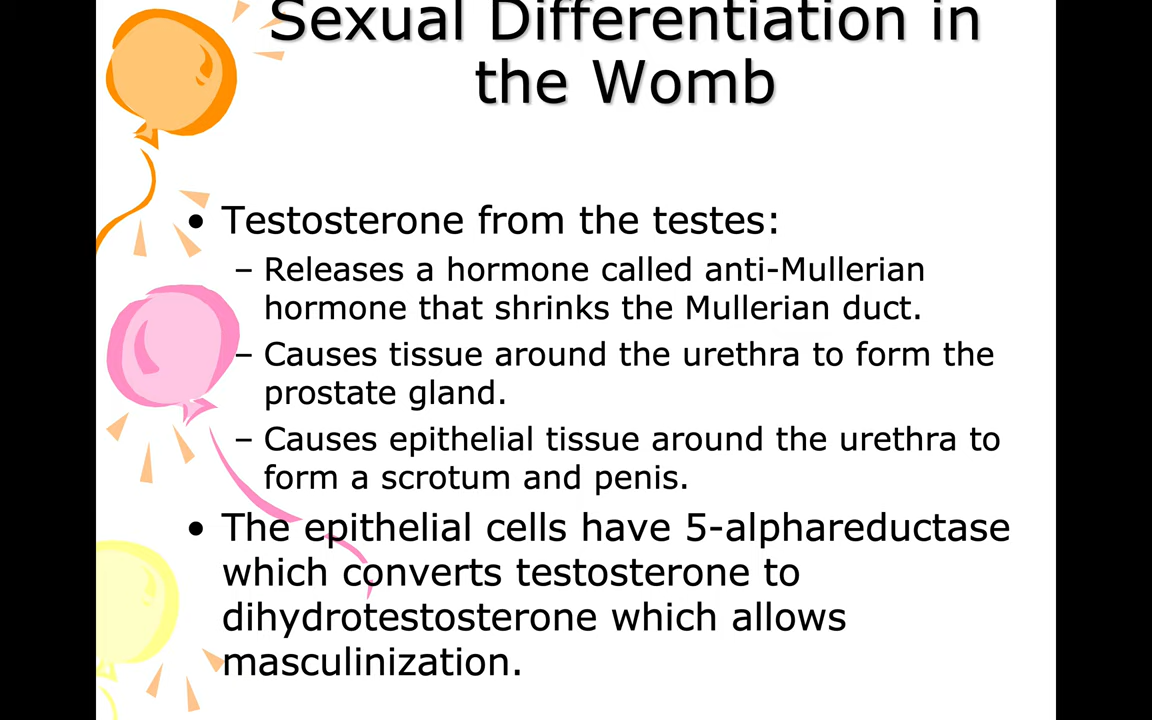 Sexual Differentiation in
the Womb
• Testosterone from the testes:
– Releases a hormone called anti-Mullerian
hormone that shrinks the Mullerian duct.
– Causes tissue around the urethra to form the
prostate gland.
– Causes epithelial tissue around the urethra to
form a scrotum and penis.
• The epithelial cells have 5-alphareductase
which converts testosterone to
dihydrotestosterone which allows
masculinization.